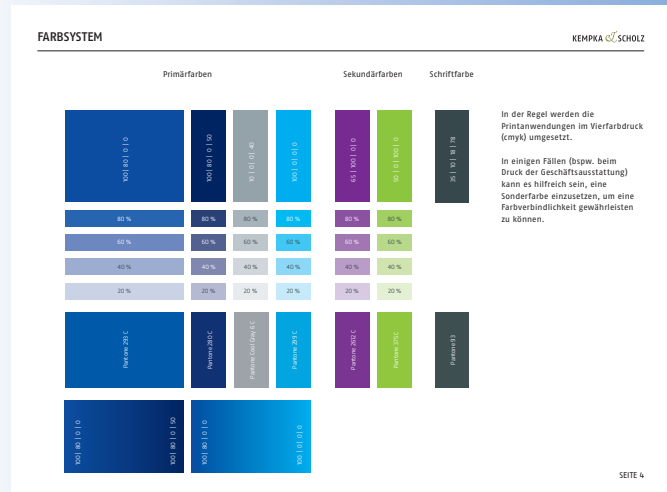 FARBSYSTEM
KEMPKA & SCHOLZ
Primärfarben
Sekundärfarben
Schriftfarbe
100 | 80 | 0 | 0
100 | 80 | 0 | 50
10 | 0 | 0 | 40
100 | 0 | 0 | 0
65 | 100 | 0 | 0
50 | 0 | 100 | 0
35 | 10 | 18 | 78
In der Regel werden die
Printanwendungen im Vierfarbdruck
(cmyk) umgesetzt.
In einigen Fällen (bspw. beim
Druck der Geschäftsausstattung)
kann es hilfreich sein, eine
Sonderfarbe einzusetzen, um eine
Farbverbindlichkeit gewährleisten
zu können.
80 % 80 % 80 % 80 % 80 % 80 %
60 % 60 % 60 % 60 % 60 % 60 %
40 % 40 % 40 % 40 % 40 % 40 %
20 % 20 % 20 % 20 % 20 % 20 %
Pantone 293 C
Pantone 280 C
Pantone Cool Gray 6 C
Pantone 299 C
Pantone 2612 C
Pantone 375 C
100 | 80 | 0 | 0
100 | 80 | 0 | 50
100 | 80 | 0 | 0
100 | 0 | 0 | 0
SEITE 4